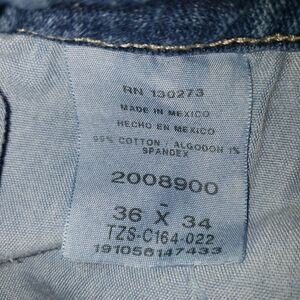 RN 130273
MADE IN MEXICO
HECHO EN MEXICO
99% COTTON / ALGODON 1%
SPANDEX
2008900
-
36 X 34
TZS-C164-022
191056147433